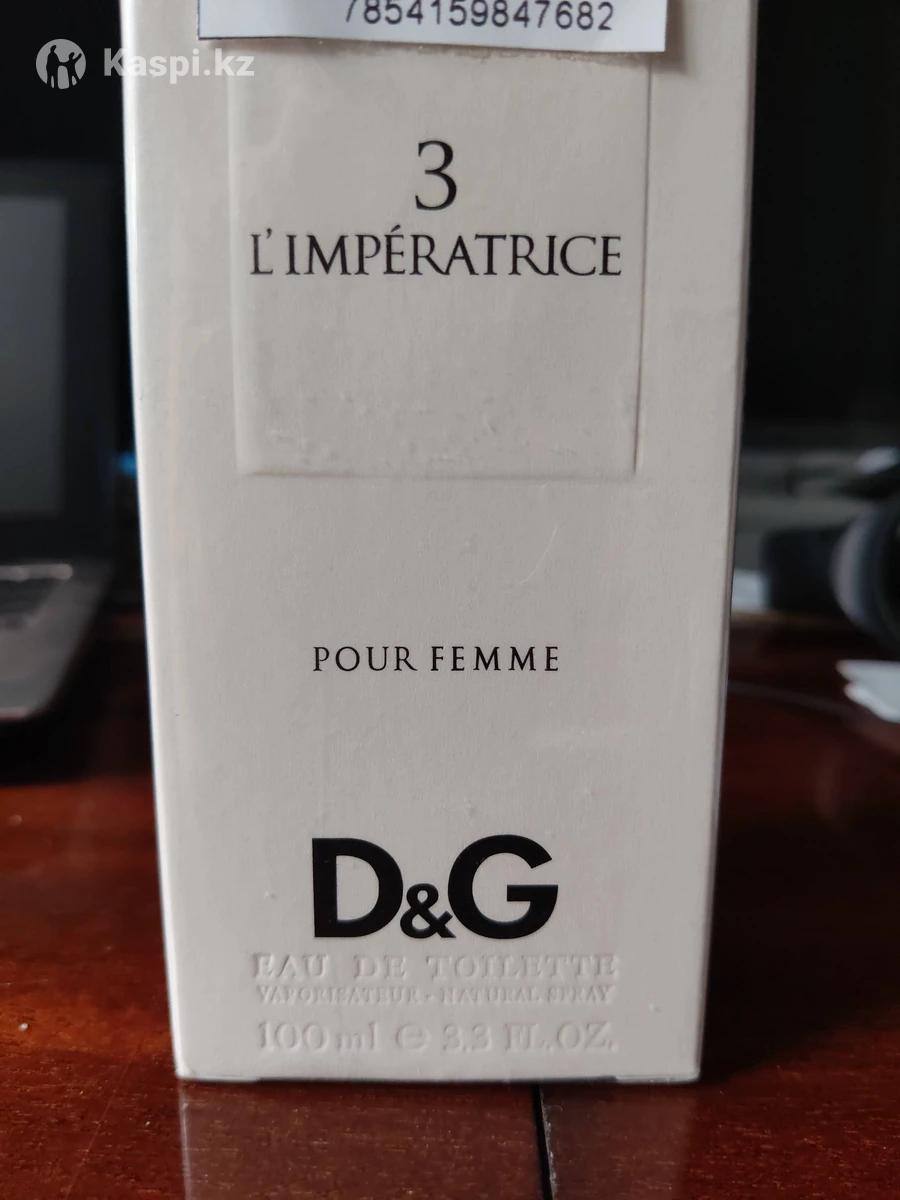 7854159847682
Kaspi.kz
3
L'IMPÉRATRICE
POUR FEMME
D&G
EAU DE TOILETTE
VAPORISATEUR - NATURAL SPRAY
100 ml e 3.3 FL.OZ.